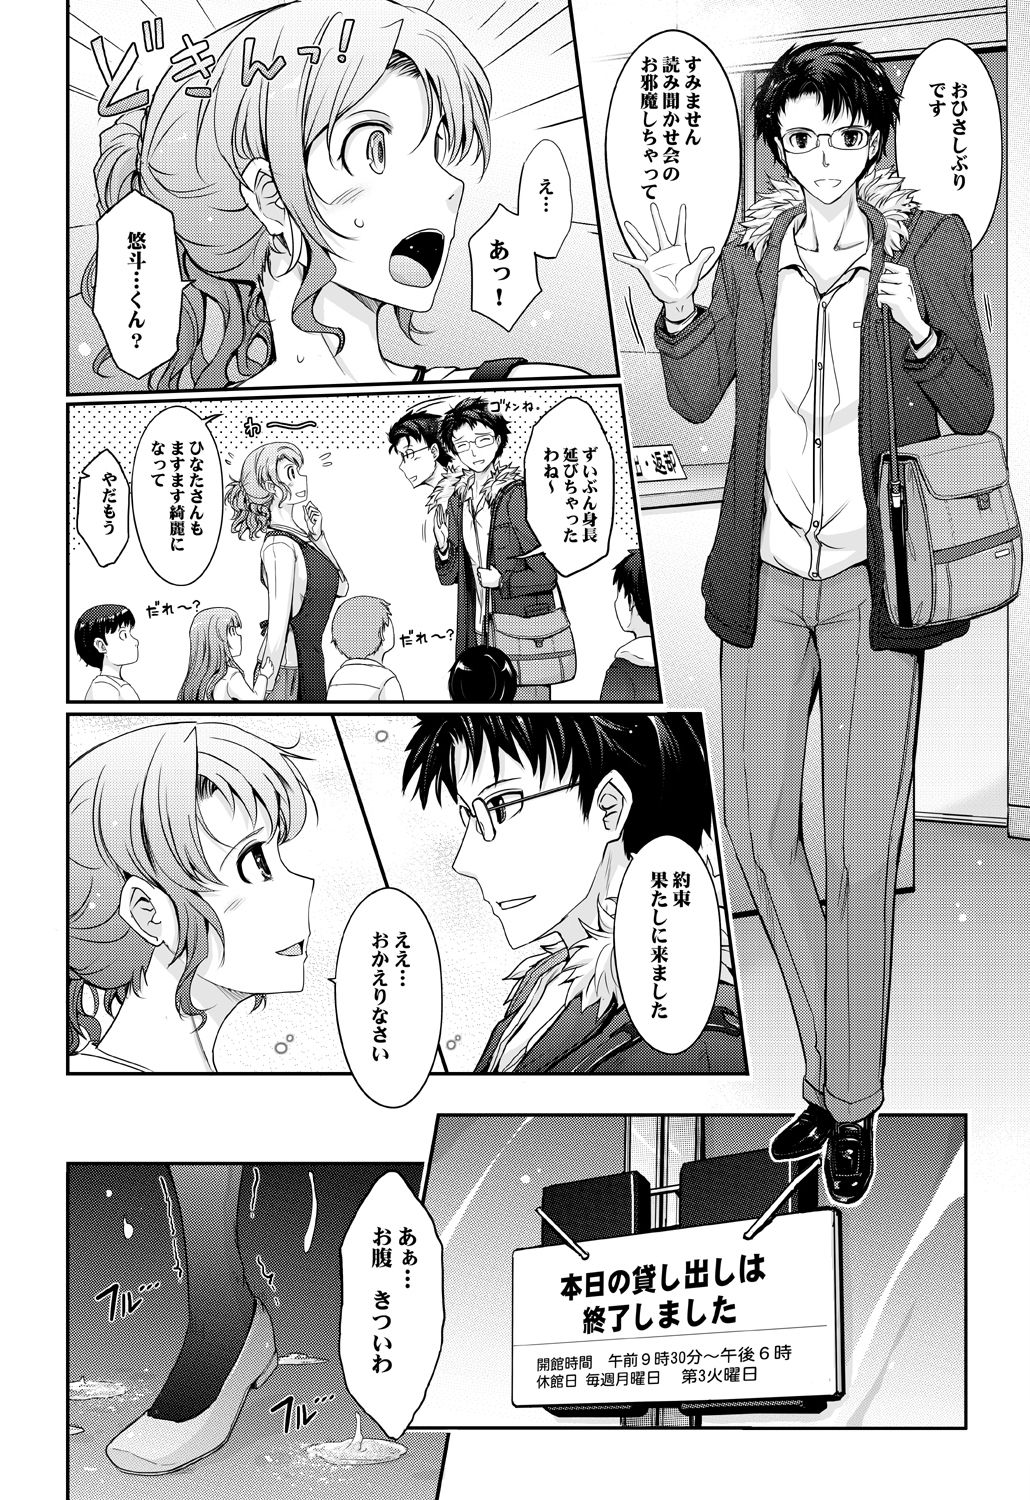 おひさしぶり
です
すみません
読み聞かせ会の
お邪魔しちゃって
どきんっ!
え…
あっ!
悠斗…くん?
ゴメンね。
ずいぶん身長
延びちゃった
わね~
わ~
ひなたさんも
ますます綺麗に
なって
やだもう
だれ~?
だれ~?
約束
果たしに来ました
ええ…
おかえりなさい
本日の貸し出しは
終了しました
開館時間 午前9時30分~午後6時
休館日 毎週月曜日 第3火曜日
あぁ…
お腹 きついわ
ブル…
ブル…